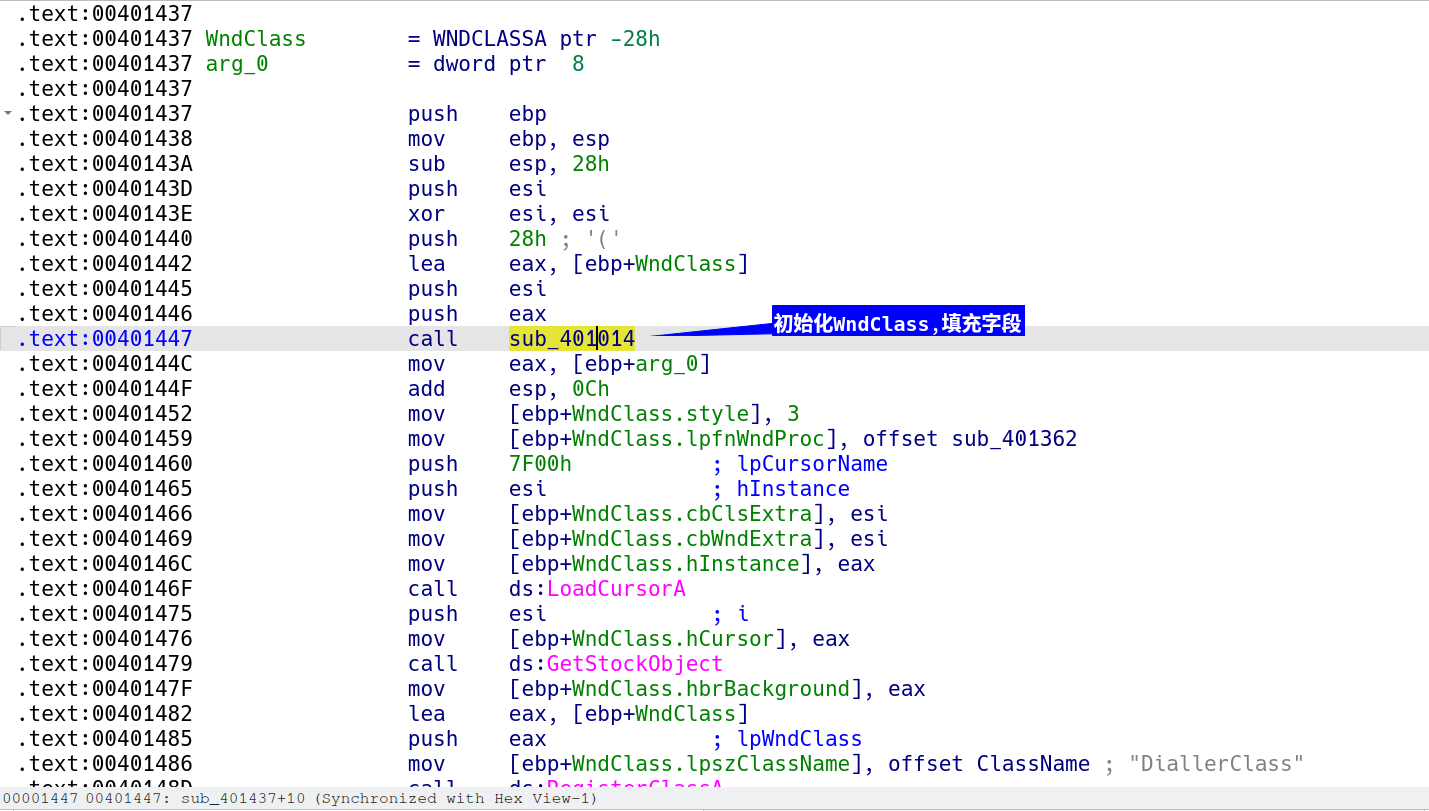 .text:00401437
.text:00401437 WndClass = WNDCLASSA ptr -28h
.text:00401437 arg_0 = dword ptr 8
.text:00401437
.text:00401437 push ebp
.text:00401438 mov ebp, esp
.text:0040143A sub esp, 28h
.text:0040143D push esi
.text:0040143E xor esi, esi
.text:00401440 push 28h ; '('
.text:00401442 lea eax, [ebp+WndClass]
.text:00401445 push esi
.text:00401446 push eax
.text:00401447 call sub_401014 初始化WndClass,填充字段
.text:0040144C mov eax, [ebp+arg_0]
.text:0040144F add esp, 0Ch
.text:00401452 mov [ebp+WndClass.style], 3
.text:00401459 mov [ebp+WndClass.lpfnWndProc], offset sub_401362
.text:00401460 push 7F00h ; lpCursorName
.text:00401465 push esi ; hInstance
.text:00401466 mov [ebp+WndClass.cbClsExtra], esi
.text:00401469 mov [ebp+WndClass.cbWndExtra], esi
.text:0040146C mov [ebp+WndClass.hInstance], eax
.text:0040146F call ds:LoadCursorA
.text:00401475 push esi ; i
.text:00401476 mov [ebp+WndClass.hCursor], eax
.text:00401479 call ds:GetStockObject
.text:0040147F mov [ebp+WndClass.hbrBackground], eax
.text:00401482 lea eax, [ebp+WndClass]
.text:00401485 push eax ; lpWndClass
.text:00401486 mov [ebp+WndClass.lpszClassName], offset ClassName ; "DiallerClass"
.text:0040148D call ds:RegisterClassA
00001447 00401447: sub_401437+10 (Synchronized with Hex View-1)